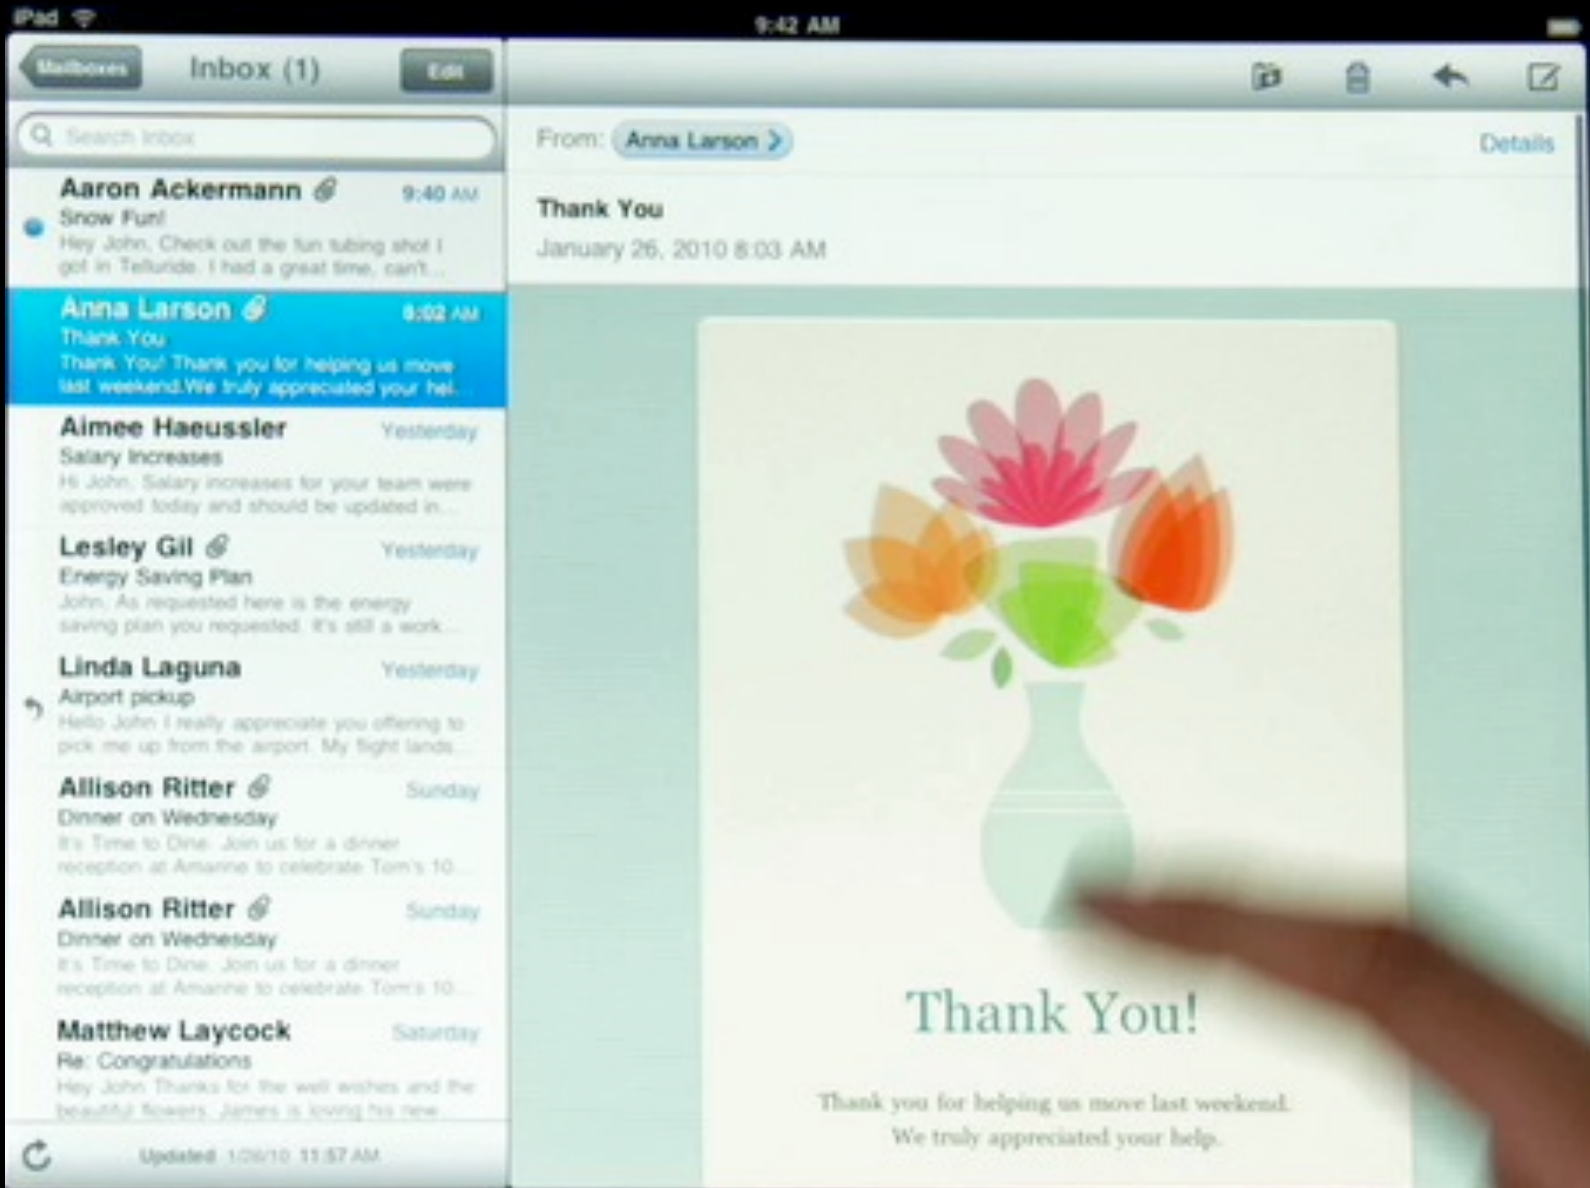 iPad
9:42 AM
Mailboxes
Inbox (1)
Edit
Search Inbox
Aaron Ackermann
9:40 AM
Snow Fun!
Hey John, Check out the fun tubing shot I
got in Telluride. I had a great time, can't...
Anna Larson
8:02 AM
Thank You
Thank You! Thank you for helping us move
last weekend.We truly appreciated your hel...
Aimee Haeussler
Yesterday
Salary Increases
Hi John, Salary increases for your team were
approved today and should be updated in...
Lesley Gil
Yesterday
Energy Saving Plan
John, As requested here is the energy
saving plan you requested. It's still a work...
Linda Laguna
Yesterday
Airport pickup
Hello John I really appreciate you offering to
pick me up from the airport. My flight lands...
Allison Ritter
Sunday
Dinner on Wednesday
It's Time to Dine. Join us for a dinner
reception at Amanne to celebrate Tom's 10...
Allison Ritter
Sunday
Dinner on Wednesday
It's Time to Dine. Join us for a dinner
reception at Amanne to celebrate Tom's 10...
Matthew Laycock
Saturday
Re: Congratulations
Hey John Thanks for the well wishes and the
beautiful flowers. James is loving his new...
Updated 1/26/10 11:57 AM
From: Anna Larson
Details
Thank You
January 26, 2010 8:03 AM
Thank You!
Thank you for helping us move last weekend.
We truly appreciated your help.